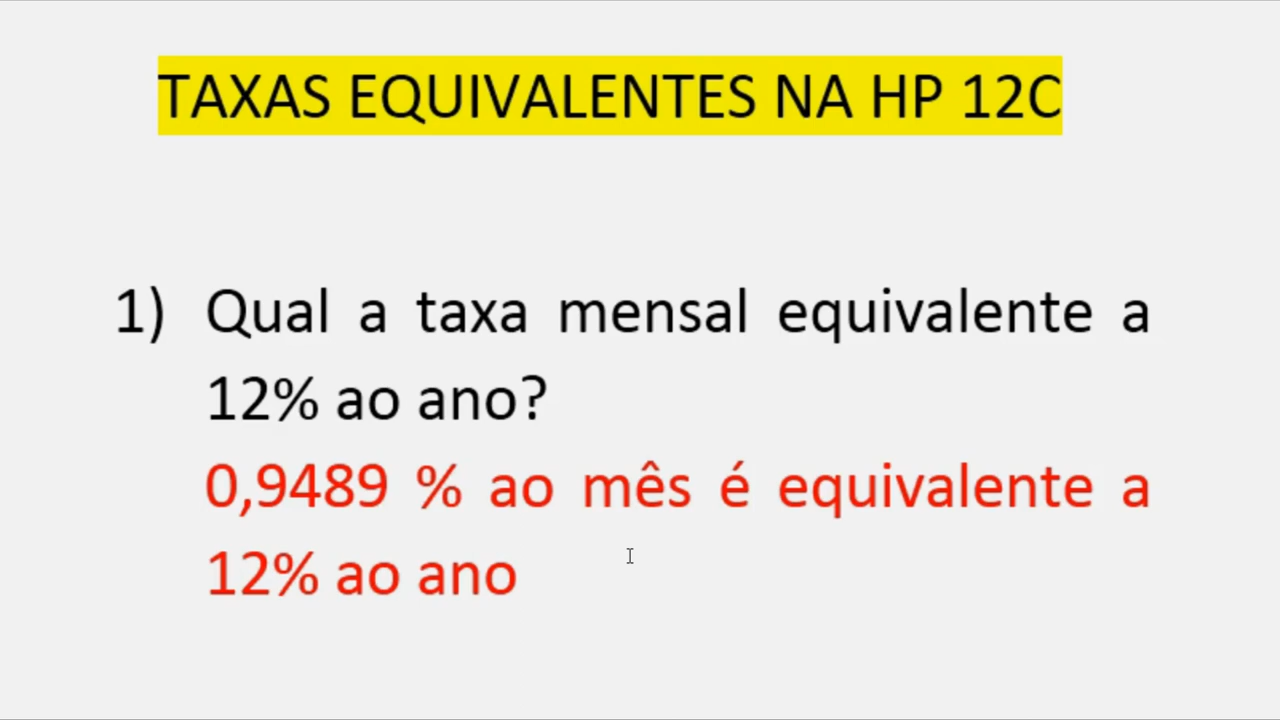 TAXAS EQUIVALENTES NA HP 12C
1) Qual a taxa mensal equivalente a
12% ao ano?
0,9489 % ao mês é equivalente a
12% ao ano